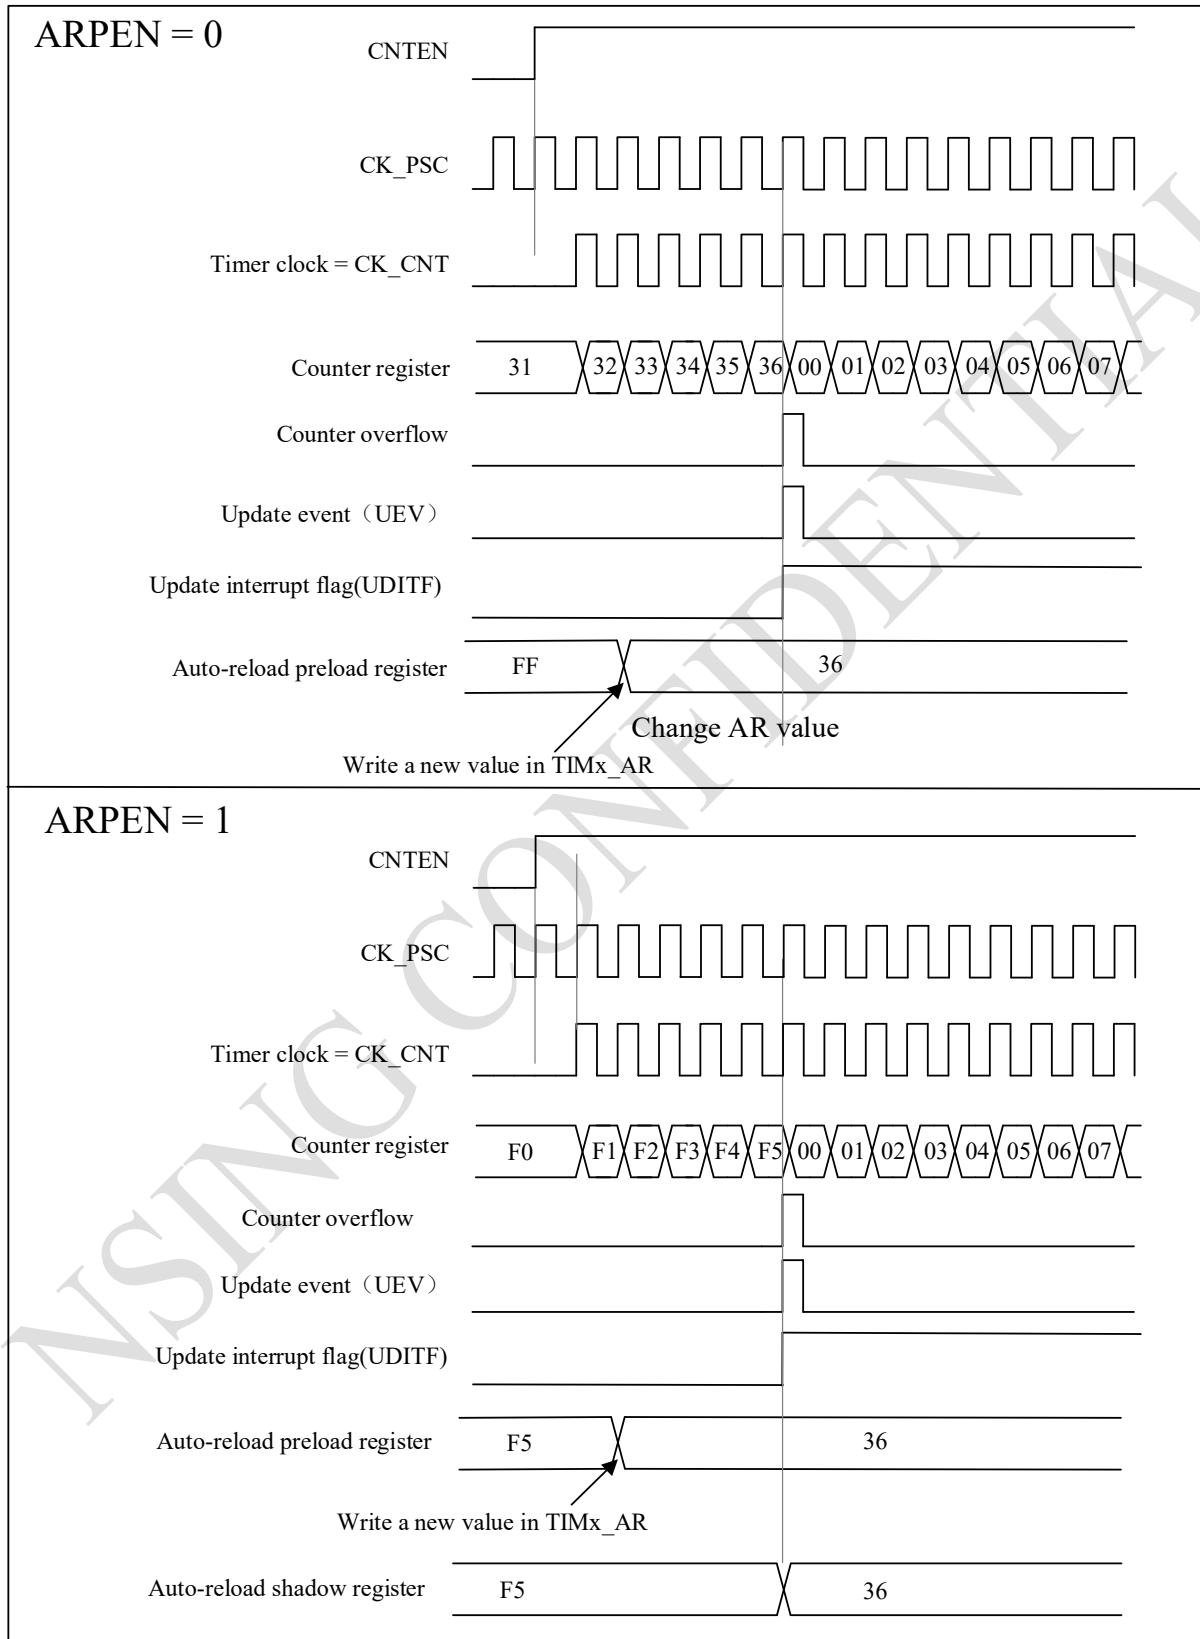 ARPEN = 0
CNTEN
CK_PSC
Timer clock = CK_CNT
Counter register 31 32 33 34 35 36 00 01 02 03 04 05 06 07
Counter overflow
Update event（UEV）
Update interrupt flag(UDITF)
Auto-reload preload register FF 36
Change AR value
Write a new value in TIMx_AR
ARPEN = 1
CNTEN
CK_PSC
Timer clock = CK_CNT
Counter register F0 F1 F2 F3 F4 F5 00 01 02 03 04 05 06 07
Counter overflow
Update event（UEV）
Update interrupt flag(UDITF)
Auto-reload preload register F5 36
Write a new value in TIMx_AR
Auto-reload shadow register F5 36
NSING CONFIDENTIAL